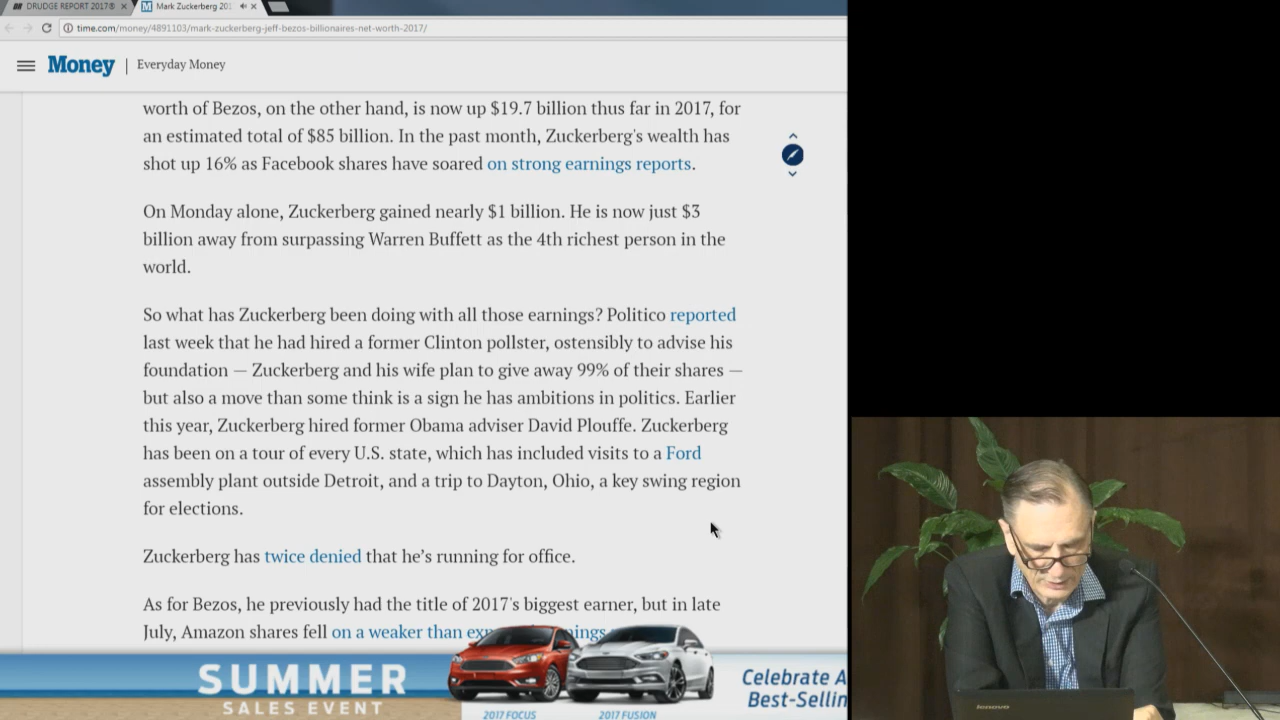 DRUDGE REPORT 2017®
Mark Zuckerberg 201
time.com/money/4891103/mark-zuckerberg-jeff-bezos-billionaires-net-worth-2017/
Money | Everyday Money
worth of Bezos, on the other hand, is now up $19.7 billion thus far in 2017, for
an estimated total of $85 billion. In the past month, Zuckerberg's wealth has
shot up 16% as Facebook shares have soared on strong earnings reports.
On Monday alone, Zuckerberg gained nearly $1 billion. He is now just $3
billion away from surpassing Warren Buffett as the 4th richest person in the
world.
So what has Zuckerberg been doing with all those earnings? Politico reported
last week that he had hired a former Clinton pollster, ostensibly to advise his
foundation — Zuckerberg and his wife plan to give away 99% of their shares —
but also a move than some think is a sign he has ambitions in politics. Earlier
this year, Zuckerberg hired former Obama adviser David Plouffe. Zuckerberg
has been on a tour of every U.S. state, which has included visits to a Ford
assembly plant outside Detroit, and a trip to Dayton, Ohio, a key swing region
for elections.
Zuckerberg has twice denied that he’s running for office.
As for Bezos, he previously had the title of 2017's biggest earner, but in late
July, Amazon shares fell on a weaker than
SUMMER
SALES EVENT
2017 FOCUS
2017 FUSION
Celebrate A
Best-Sellin
lenovo